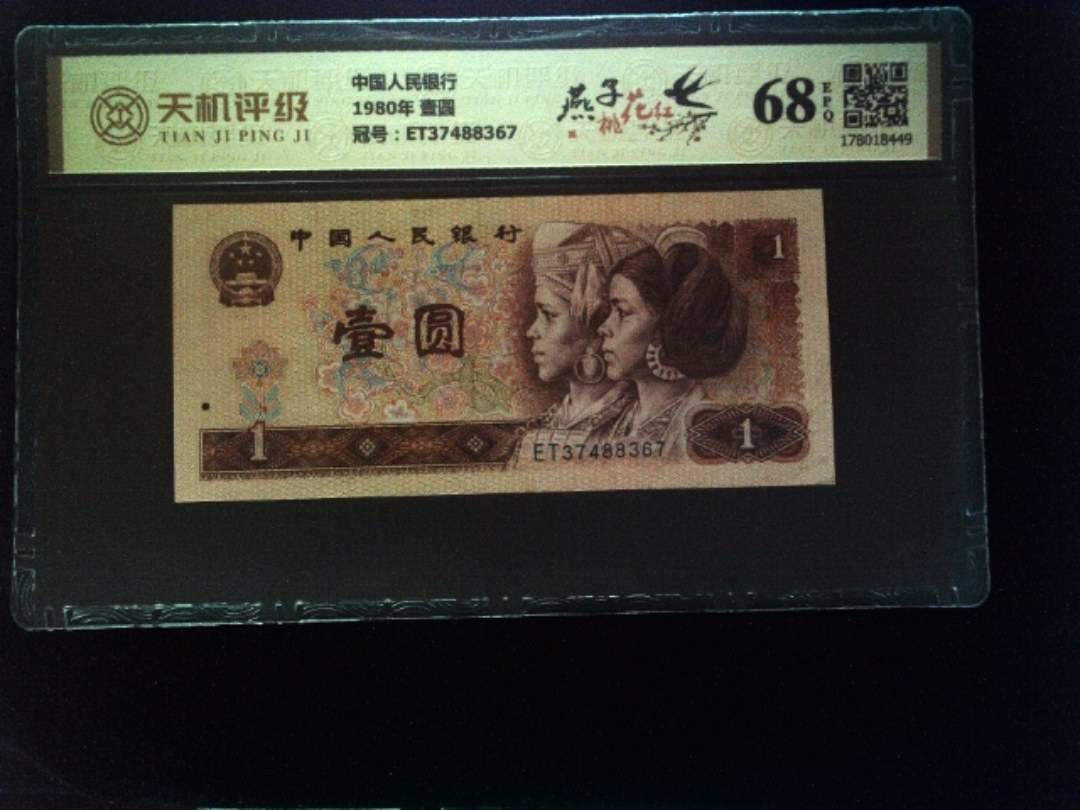 天机评级
TIAN JI PING JI
中国人民银行
1980年 壹圆
冠号：ET37488367
燕子
桃花红
68
EPQ
178018449
中国人民银行
1
壹圆
1
ET37488367
1